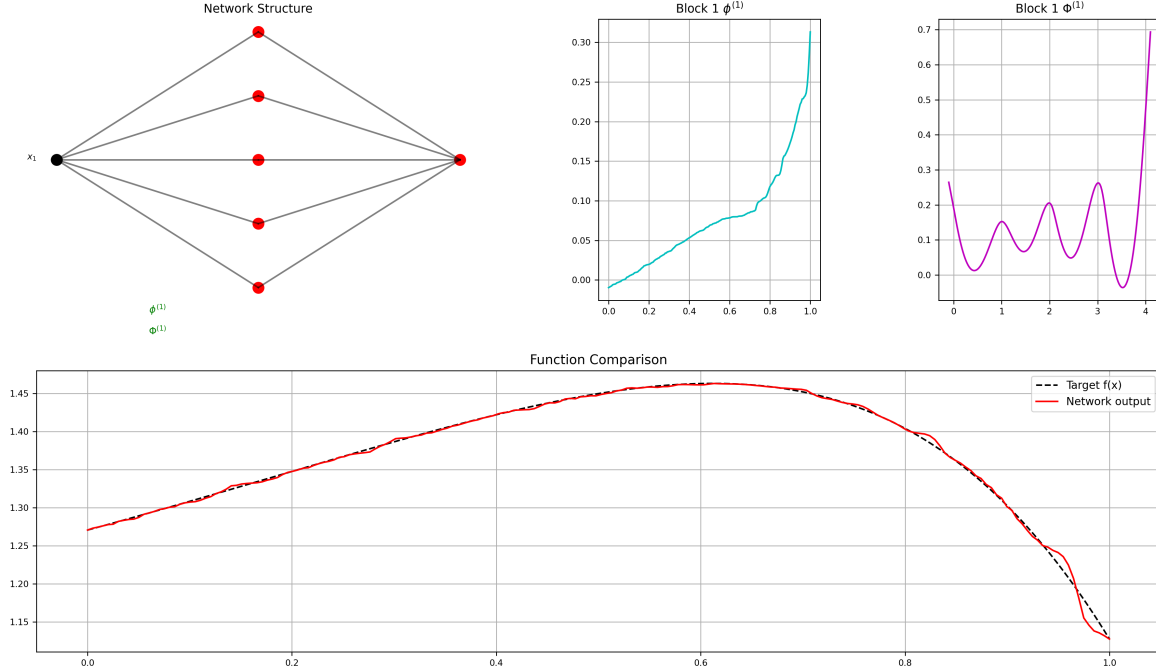 Network Structure
x₁
ϕ⁽¹⁾
Φ⁽¹⁾
Block 1 ϕ⁽¹⁾
0.30
0.25
0.20
0.15
0.10
0.05
0.00
0.0 0.2 0.4 0.6 0.8 1.0
Block 1 Φ⁽¹⁾
0.7
0.6
0.5
0.4
0.3
0.2
0.1
0.0
0 1 2 3 4
Function Comparison
Target f(x)
Network output
1.45
1.40
1.35
1.30
1.25
1.20
1.15
0.0 0.2 0.4 0.6 0.8 1.0